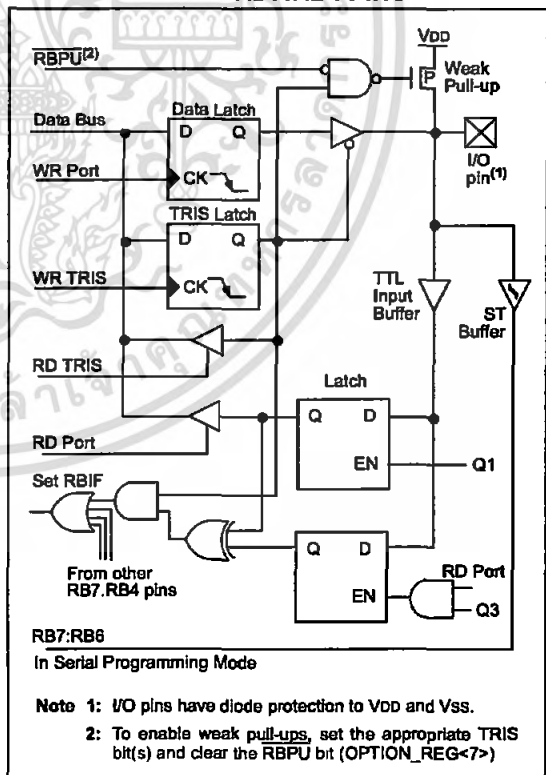 RBPU(2)
VDD
P
Weak
Pull-up
Data Latch
Data Bus
D Q
WR Port
CK
I/O
pin(1)
TRIS Latch
D Q
WR TRIS
CK
TTL
Input
Buffer
ST
Buffer
RD TRIS
Latch
Q D
RD Port
EN
Q1
Set RBIF
Q D
RD Port
EN
Q3
From other
RB7.RB4 pins
RB7:RB6
In Serial Programming Mode
Note 1: I/O pins have diode protection to VDD and VSS.
2: To enable weak pull-ups, set the appropriate TRIS
bit(s) and clear the RBPU bit (OPTION_REG<7>)